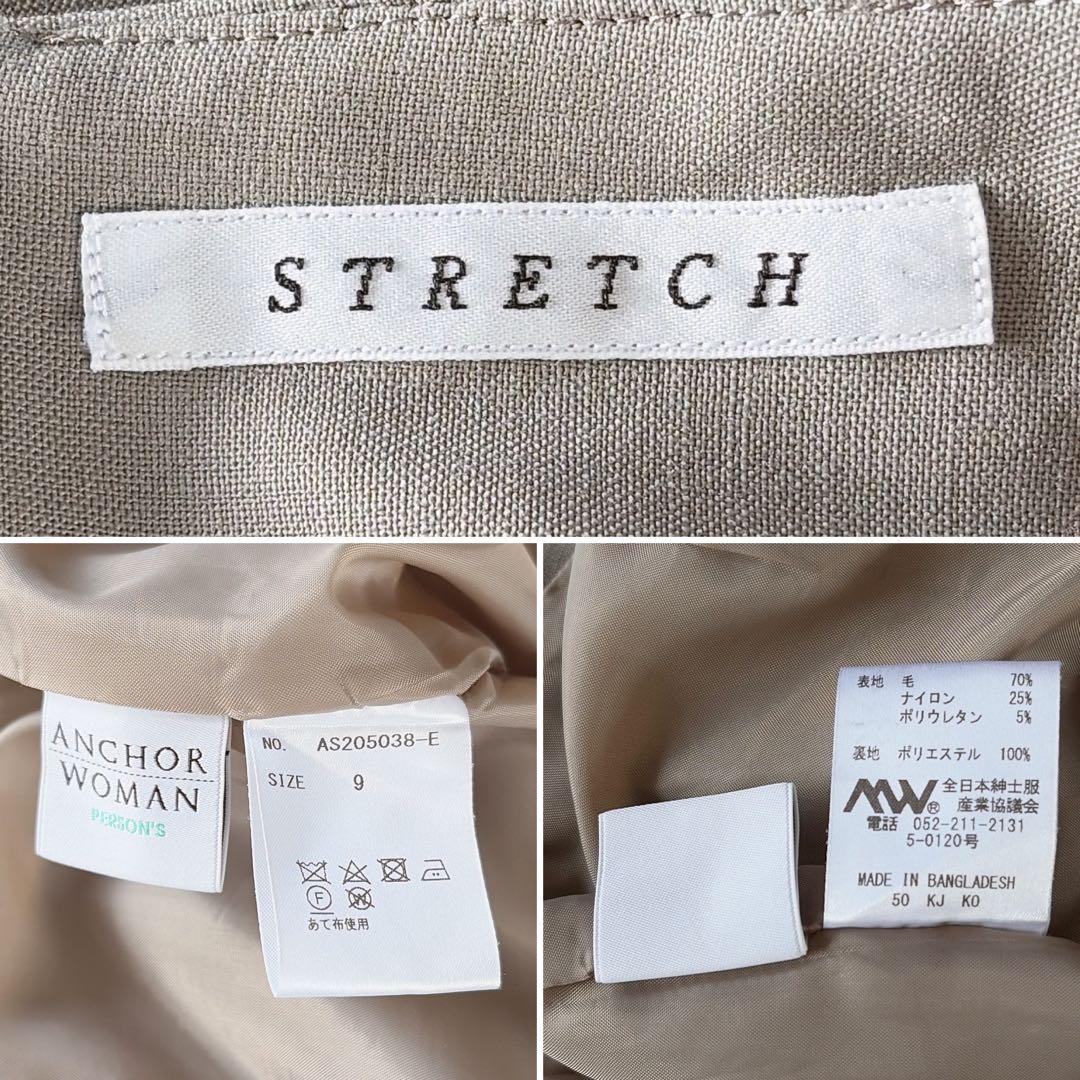 STRETCH
ANCHOR
WOMAN
PERSON'S
NO. AS205038-E
SIZE 9
F W
あて布使用
表地 毛 70%
ナイロン 25%
ポリウレタン 5%
裏地 ポリエステル 100%
MW® 全日本紳士服
産業協議会
電話 052-211-2131
5-0120号
MADE IN BANGLADESH
50 KJ KO